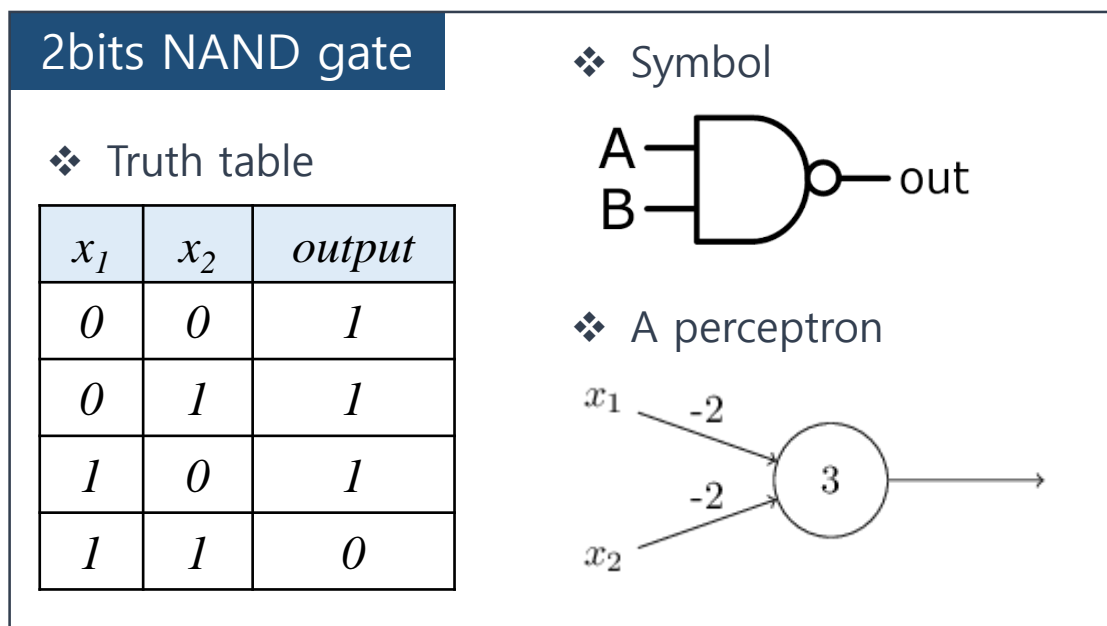 2bits NAND gate
❖ Truth table
x1 x2 output
0 0 1
0 1 1
1 0 1
1 1 0
❖ Symbol
A
B
out
❖ A perceptron
x1 -2
3
-2
x2